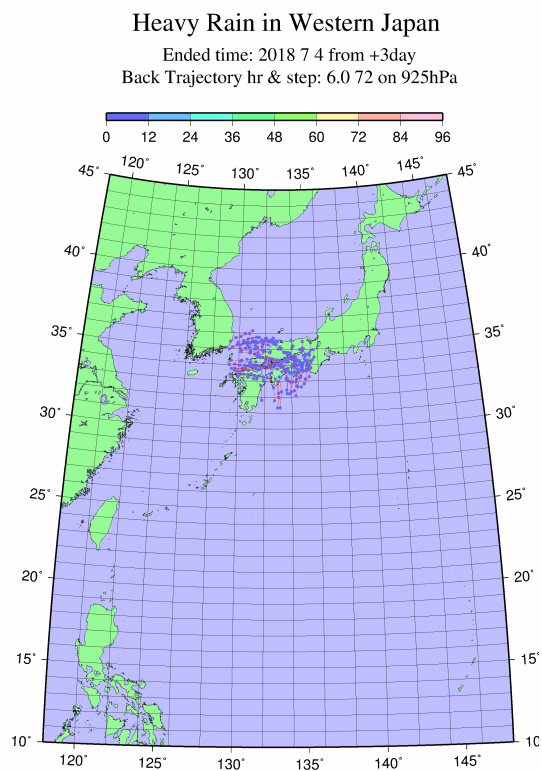 Heavy Rain in Western Japan
Ended time: 2018 7 4 from +3day
Back Trajectory hr & step: 6.0 72 on 925hPa
0 12 24 36 48 60 72 84 96
120˚ 125˚ 130˚ 135˚ 140˚ 145˚
45˚ 45˚
40˚ 40˚
35˚ 35˚
30˚ 30˚
25˚ 25˚
20˚ 20˚
15˚ 15˚
10˚ 10˚
120˚ 125˚ 130˚ 135˚ 140˚ 145˚